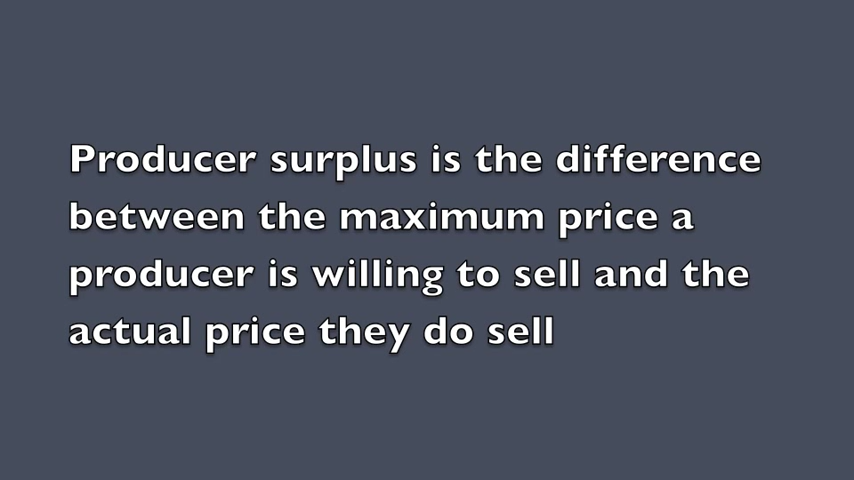 Producer surplus is the difference
between the maximum price a
producer is willing to sell and the
actual price they do sell